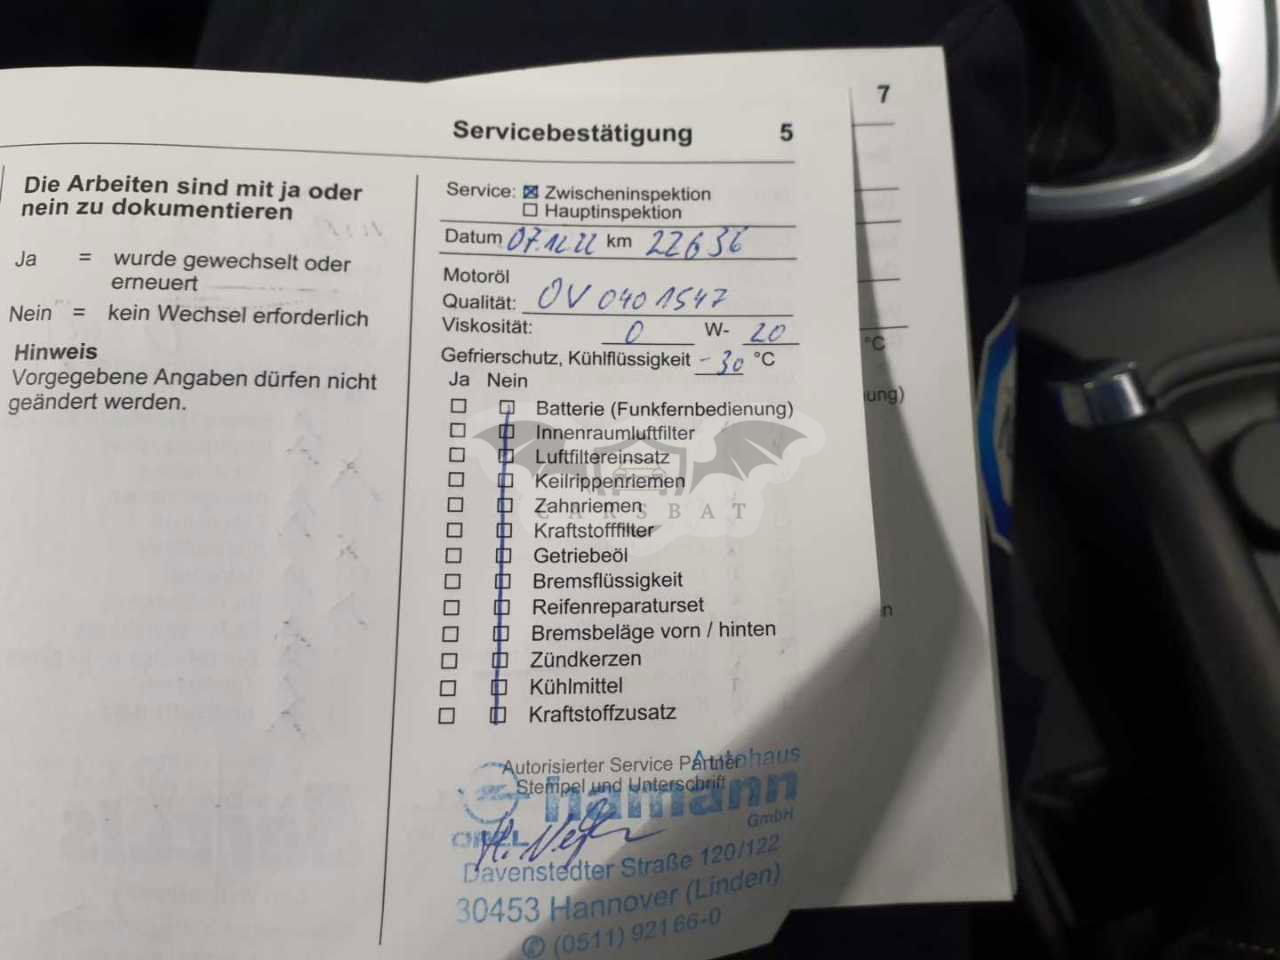 7
Servicebestätigung 5
Die Arbeiten sind mit ja oder
nein zu dokumentieren
Ja = wurde gewechselt oder
erneuert
Nein = kein Wechsel erforderlich
Hinweis
Vorgegebene Angaben dürfen nicht
geändert werden.
Service: Zwischeninspektion
Hauptinspektion
Datum 07.12.22 km 22636
Motoröl
Qualität: OV 040 1547
Viskosität: 0 W- 20
Gefrierschutz, Kühlflüssigkeit -30 °C
Ja Nein
Batterie (Funkfernbedienung)
Innenraumluftfilter
Luftfiltereinsatz
Keilrippenriemen
Zahnriemen
Kraftstofffilter
Getriebeöl
Bremsflüssigkeit
Reifenreparaturset
Bremsbeläge vorn / hinten
Zündkerzen
Kühlmittel
Kraftstoffzusatz
Autorisierter Service Partner
Stempel und Unterschrift
Autohaus
hamann
GmbH
OPEL
Davenstedter Straße 120/122
30453 Hannover (Linden)
✆ (0511) 92166-0
°C
ung)
en
CARSBAT